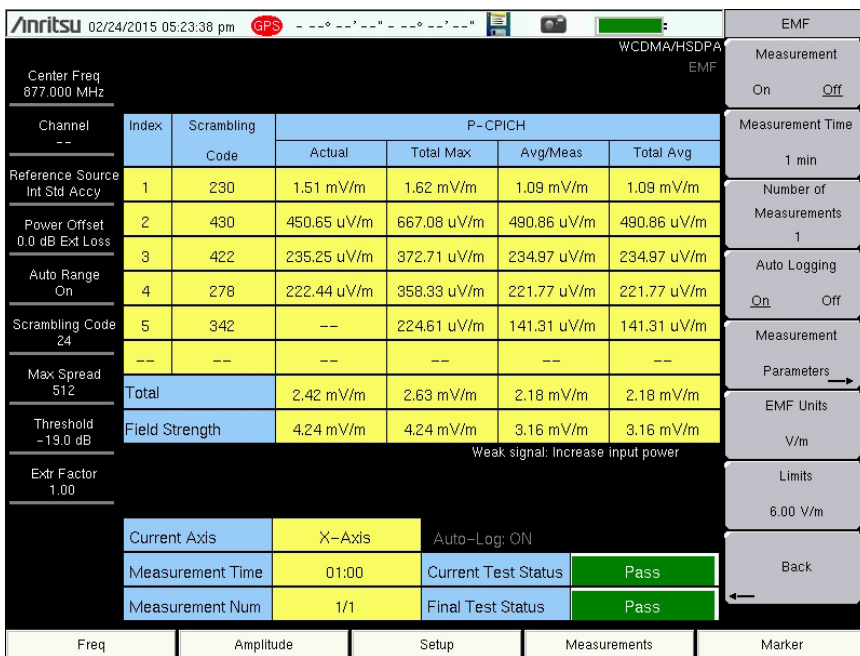 Anritsu 02/24/2015 05:23:38 pm GPS - --° --'--" - --° --'--"
WCDMA/HSDPA
EMF
Center Freq
877.000 MHz
Channel
--
Reference Source
Int Std Accy
Power Offset
0.0 dB Ext Loss
Auto Range
On
Scrambling Code
24
Max Spread
512
Threshold
-19.0 dB
Extr Factor
1.00
Index Scrambling Code P-CPICH
Actual Total Max Avg/Meas Total Avg
1 230 1.51 mV/m 1.62 mV/m 1.09 mV/m 1.09 mV/m
2 430 450.65 uV/m 667.08 uV/m 490.86 uV/m 490.86 uV/m
3 422 235.25 uV/m 372.71 uV/m 234.97 uV/m 234.97 uV/m
4 278 222.44 uV/m 358.33 uV/m 221.77 uV/m 221.77 uV/m
5 342 -- 224.61 uV/m 141.31 uV/m 141.31 uV/m
-- -- -- -- -- --
Total 2.42 mV/m 2.63 mV/m 2.18 mV/m 2.18 mV/m
Field Strength 4.24 mV/m 4.24 mV/m 3.16 mV/m 3.16 mV/m
Weak signal: Increase input power
Current Axis X-Axis Auto-Log: ON
Measurement Time 01:00 Current Test Status Pass
Measurement Num 1/1 Final Test Status Pass
EMF
Measurement
On Off
Measurement Time
1 min
Number of
Measurements
1
Auto Logging
On Off
Measurement
Parameters
EMF Units
V/m
Limits
6.00 V/m
Back
Freq Amplitude Setup Measurements Marker